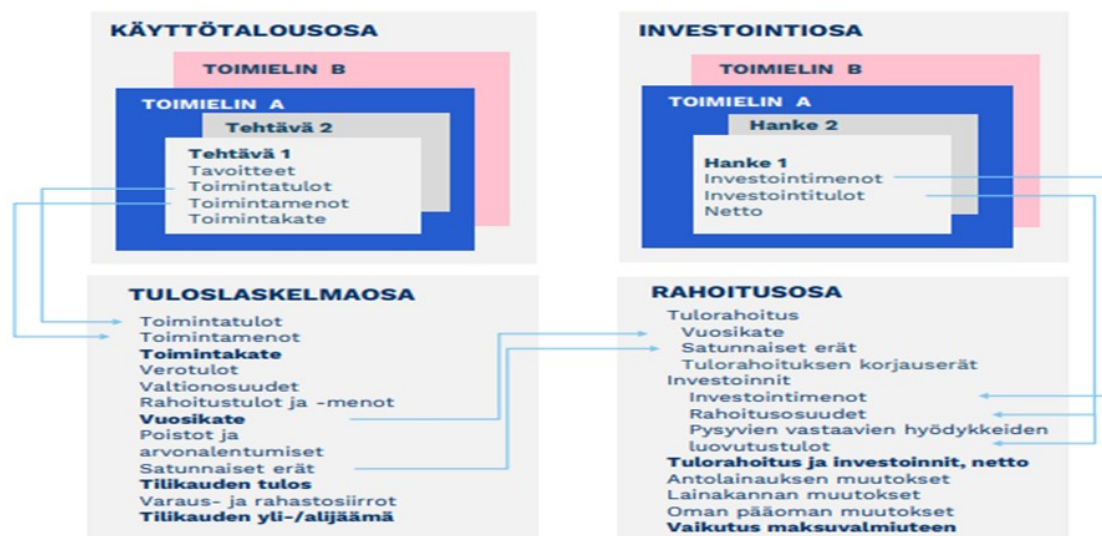 KÄYTTÖTALOUSOSA
TOIMIELIN B
TOIMIELIN A
Tehtävä 2
Tehtävä 1
Tavoitteet
Toimintatulot
Toimintamenot
Toimintakate
INVESTOINTIOSA
TOIMIELIN B
TOIMIELIN A
Hanke 2
Hanke 1
Investointimenot
Investointitulot
Netto
TULOSLASKELMAOSA
Toimintatulot
Toimintamenot
Toimintakate
Verotulot
Valtionosuudet
Rahoitustulot ja -menot
Vuosikate
Poistot ja
arvonalentumiset
Satunnaiset erät
Tilikauden tulos
Varaus- ja rahastosiirrot
Tilikauden yli-/alijäämä
RAHOITUSOSA
Tulorahoitus
Vuosikate
Satunnaiset erät
Tulorahoituksen korjauserät
Investoinnit
Investointimenot
Rahoitusosuudet
Pysyvien vastaavien hyödykkeiden
luovutustulot
Tulorahoitus ja investoinnit, netto
Antolainauksen muutokset
Lainakannan muutokset
Oman pääoman muutokset
Vaikutus maksuvalmiuteen